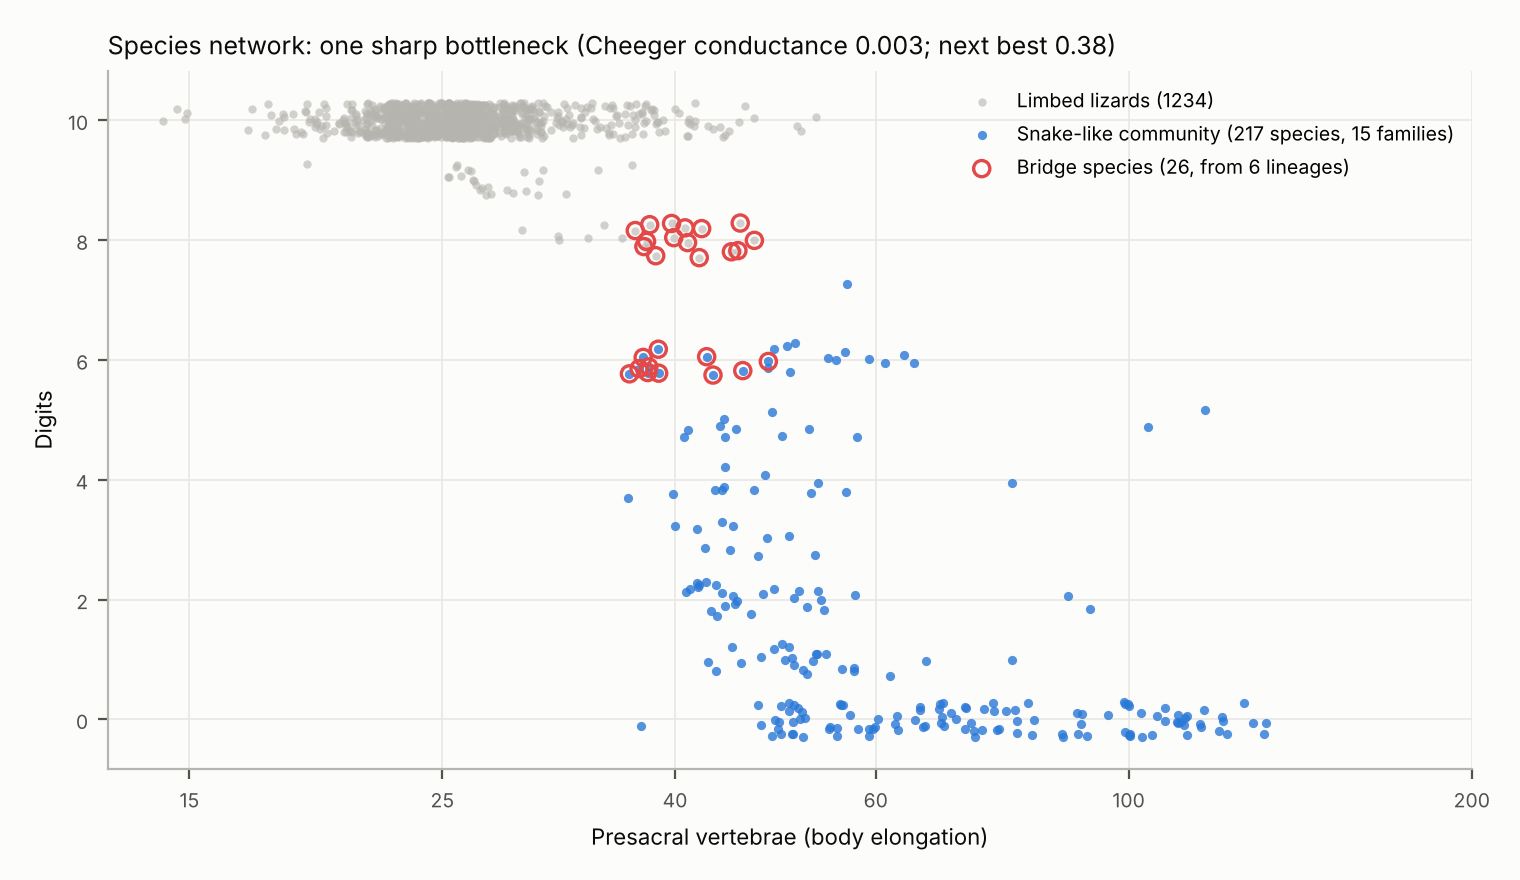 Species network: one sharp bottleneck (Cheeger conductance 0.003; next best 0.38)
Limbed lizards (1234)
Snake-like community (217 species, 15 families)
Bridge species (26, from 6 lineages)
10
8
6
4
2
0
Digits
15
25
40
60
100
200
Presacral vertebrae (body elongation)